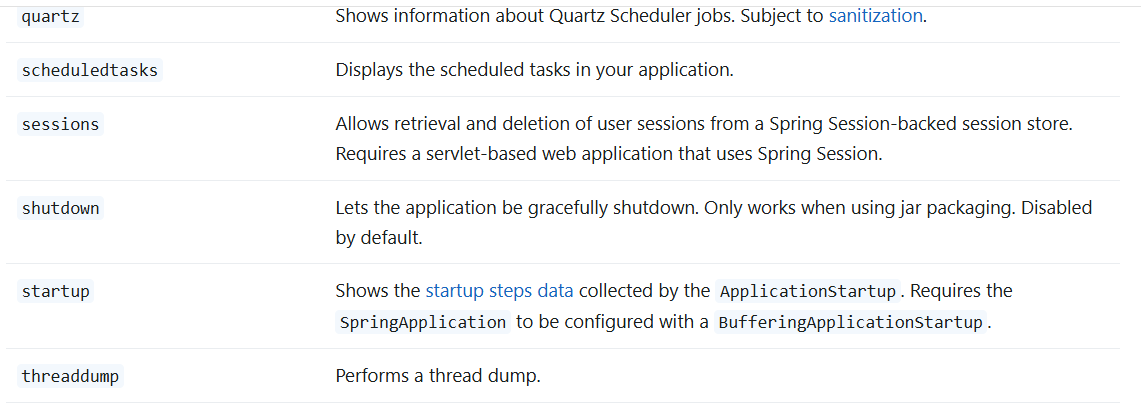 quartz Shows information about Quartz Scheduler jobs. Subject to sanitization.
scheduledtasks Displays the scheduled tasks in your application.
sessions Allows retrieval and deletion of user sessions from a Spring Session-backed session store.
Requires a servlet-based web application that uses Spring Session.
shutdown Lets the application be gracefully shutdown. Only works when using jar packaging. Disabled
by default.
startup Shows the startup steps data collected by the ApplicationStartup. Requires the
SpringApplication to be configured with a BufferingApplicationStartup.
threaddump Performs a thread dump.